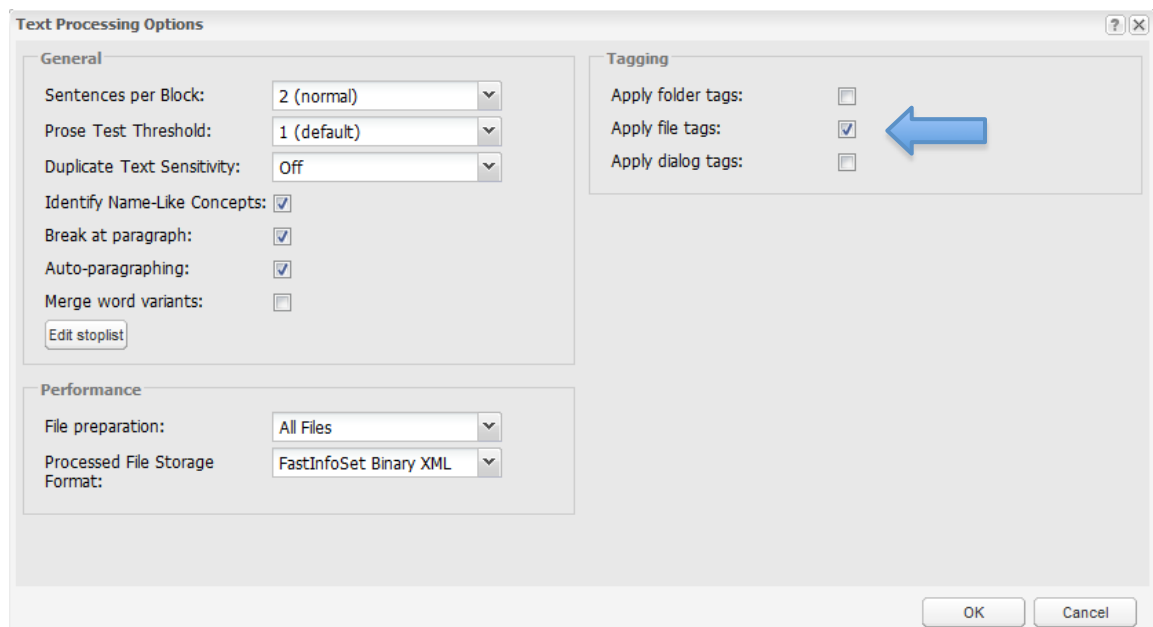 Text Processing Options
General
Sentences per Block: 2 (normal)
Prose Test Threshold: 1 (default)
Duplicate Text Sensitivity: Off
Identify Name-Like Concepts:
Break at paragraph:
Auto-paragraphing:
Merge word variants:
Edit stoplist
Performance
File preparation: All Files
Processed File Storage
Format:
FastInfoSet Binary XML
Tagging
Apply folder tags:
Apply file tags:
Apply dialog tags:
OK Cancel